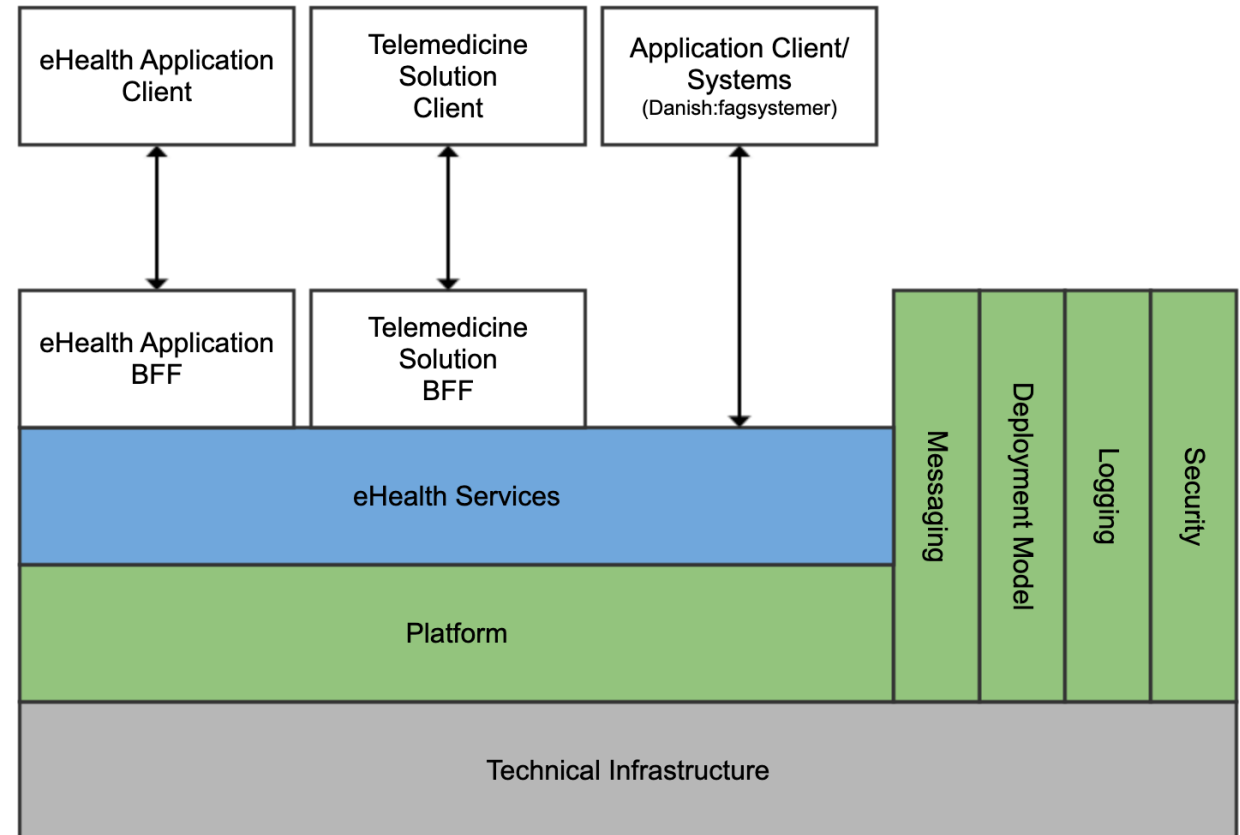 eHealth Application
Client
Telemedicine
Solution
Client
Application Client/
Systems
(Danish:fagsystemer)
eHealth Application
BFF
Telemedicine
Solution
BFF
Messaging
Deployment Model
Logging
Security
eHealth Services
Platform
Technical Infrastructure